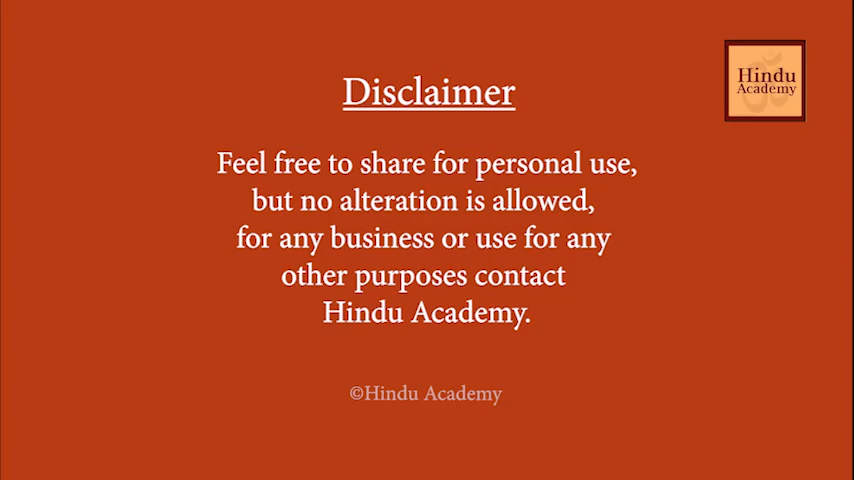 Disclaimer
Hindu
Academy
Feel free to share for personal use,
but no alteration is allowed,
for any business or use for any
other purposes contact
Hindu Academy.
©Hindu Academy